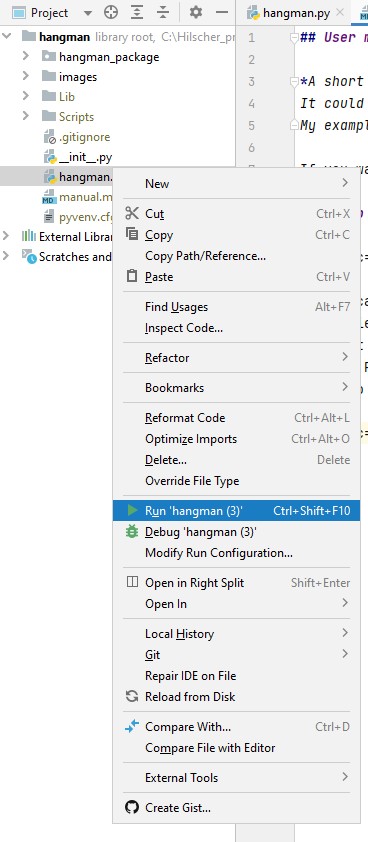 Project
hangman.py
hangman library root, C:\Hilscher_pr
hangman_package
images
Lib
Scripts
.gitignore
__init__.py
hangman.
manual.m
pyvenv.cfg
External Librar
Scratches and
1 ## User m
2
3 *A short
4 It could
5 My exampl
6
New
Cut Ctrl+X
Copy Ctrl+C
Copy Path/Reference...
Paste Ctrl+V
Find Usages Alt+F7
Inspect Code...
Refactor
Bookmarks
Reformat Code Ctrl+Alt+L
Optimize Imports Ctrl+Alt+O
Delete... Delete
Override File Type
Run 'hangman (3)' Ctrl+Shift+F10
Debug 'hangman (3)'
Modify Run Configuration...
Open in Right Split Shift+Enter
Open In
Local History
Git
Repair IDE on File
Reload from Disk
Compare With... Ctrl+D
Compare File with Editor
External Tools
Create Gist...